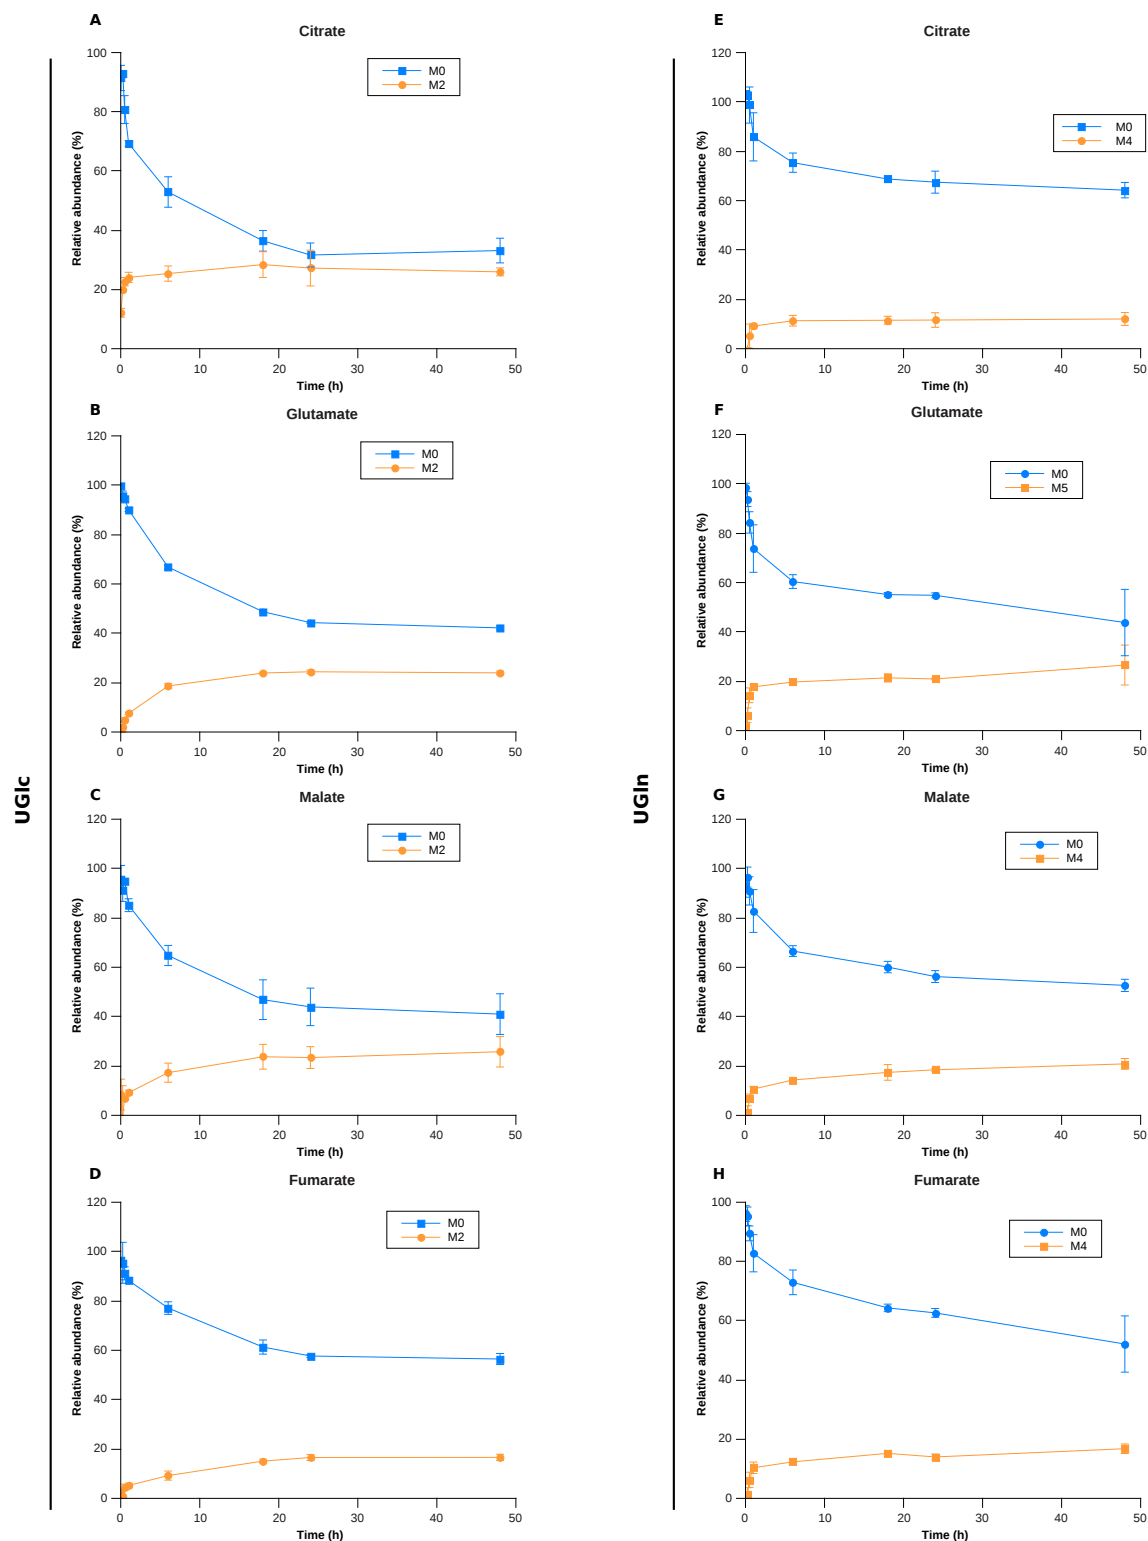 UGlc
A
Citrate
Relative abundance (%)
100
80
60
40
20
0
M0
M2
0 10 20 30 40 50
Time (h)
B
Glutamate
Relative abundance (%)
120
100
80
60
40
20
0
M0
M2
0 10 20 30 40 50
Time (h)
C
Malate
Relative abundance (%)
120
100
80
60
40
20
0
M0
M2
0 10 20 30 40 50
Time (h)
D
Fumarate
Relative abundance (%)
120
100
80
60
40
20
0
M0
M2
0 10 20 30 40 50
Time (h)
UGln
E
Citrate
Relative abundance (%)
120
100
80
60
40
20
0
M0
M4
0 10 20 30 40 50
Time (h)
F
Glutamate
Relative abundance (%)
120
100
80
60
40
20
0
M0
M5
0 10 20 30 40 50
Time (h)
G
Malate
Relative abundance (%)
120
100
80
60
40
20
0
M0
M4
0 10 20 30 40 50
Time (h)
H
Fumarate
Relative abundance (%)
100
80
60
40
20
0
M0
M4
0 10 20 30 40 50
Time (h)